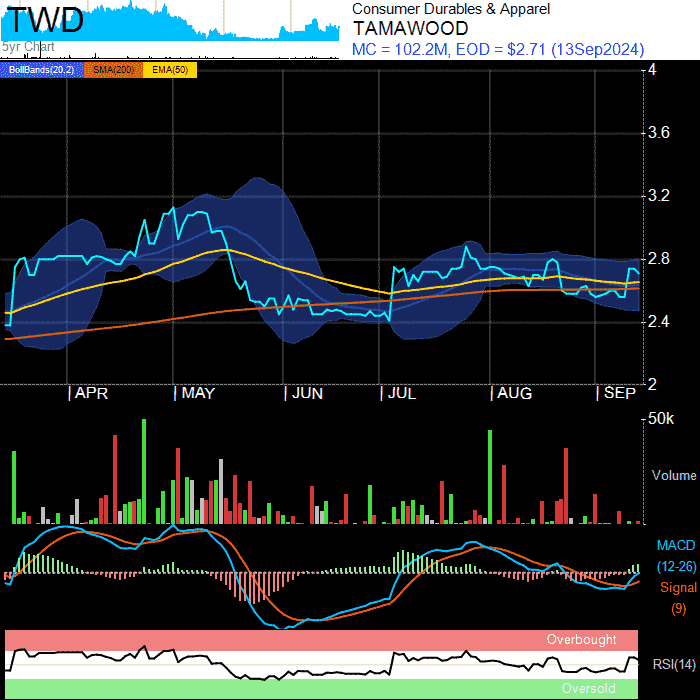 TWD
5yr Chart
Consumer Durables & Apparel
TAMAWOOD
MC = 102.2M, EOD = $2.71 (13Sep2024)
BollBands(20,2) SMA(200) EMA(50)
4
3.6
3.2
2.8
2.4
2
APR MAY JUN JUL AUG SEP
50k
Volume
MACD
(12-26)
Signal
(9)
Overbought
RSI(14)
Oversold